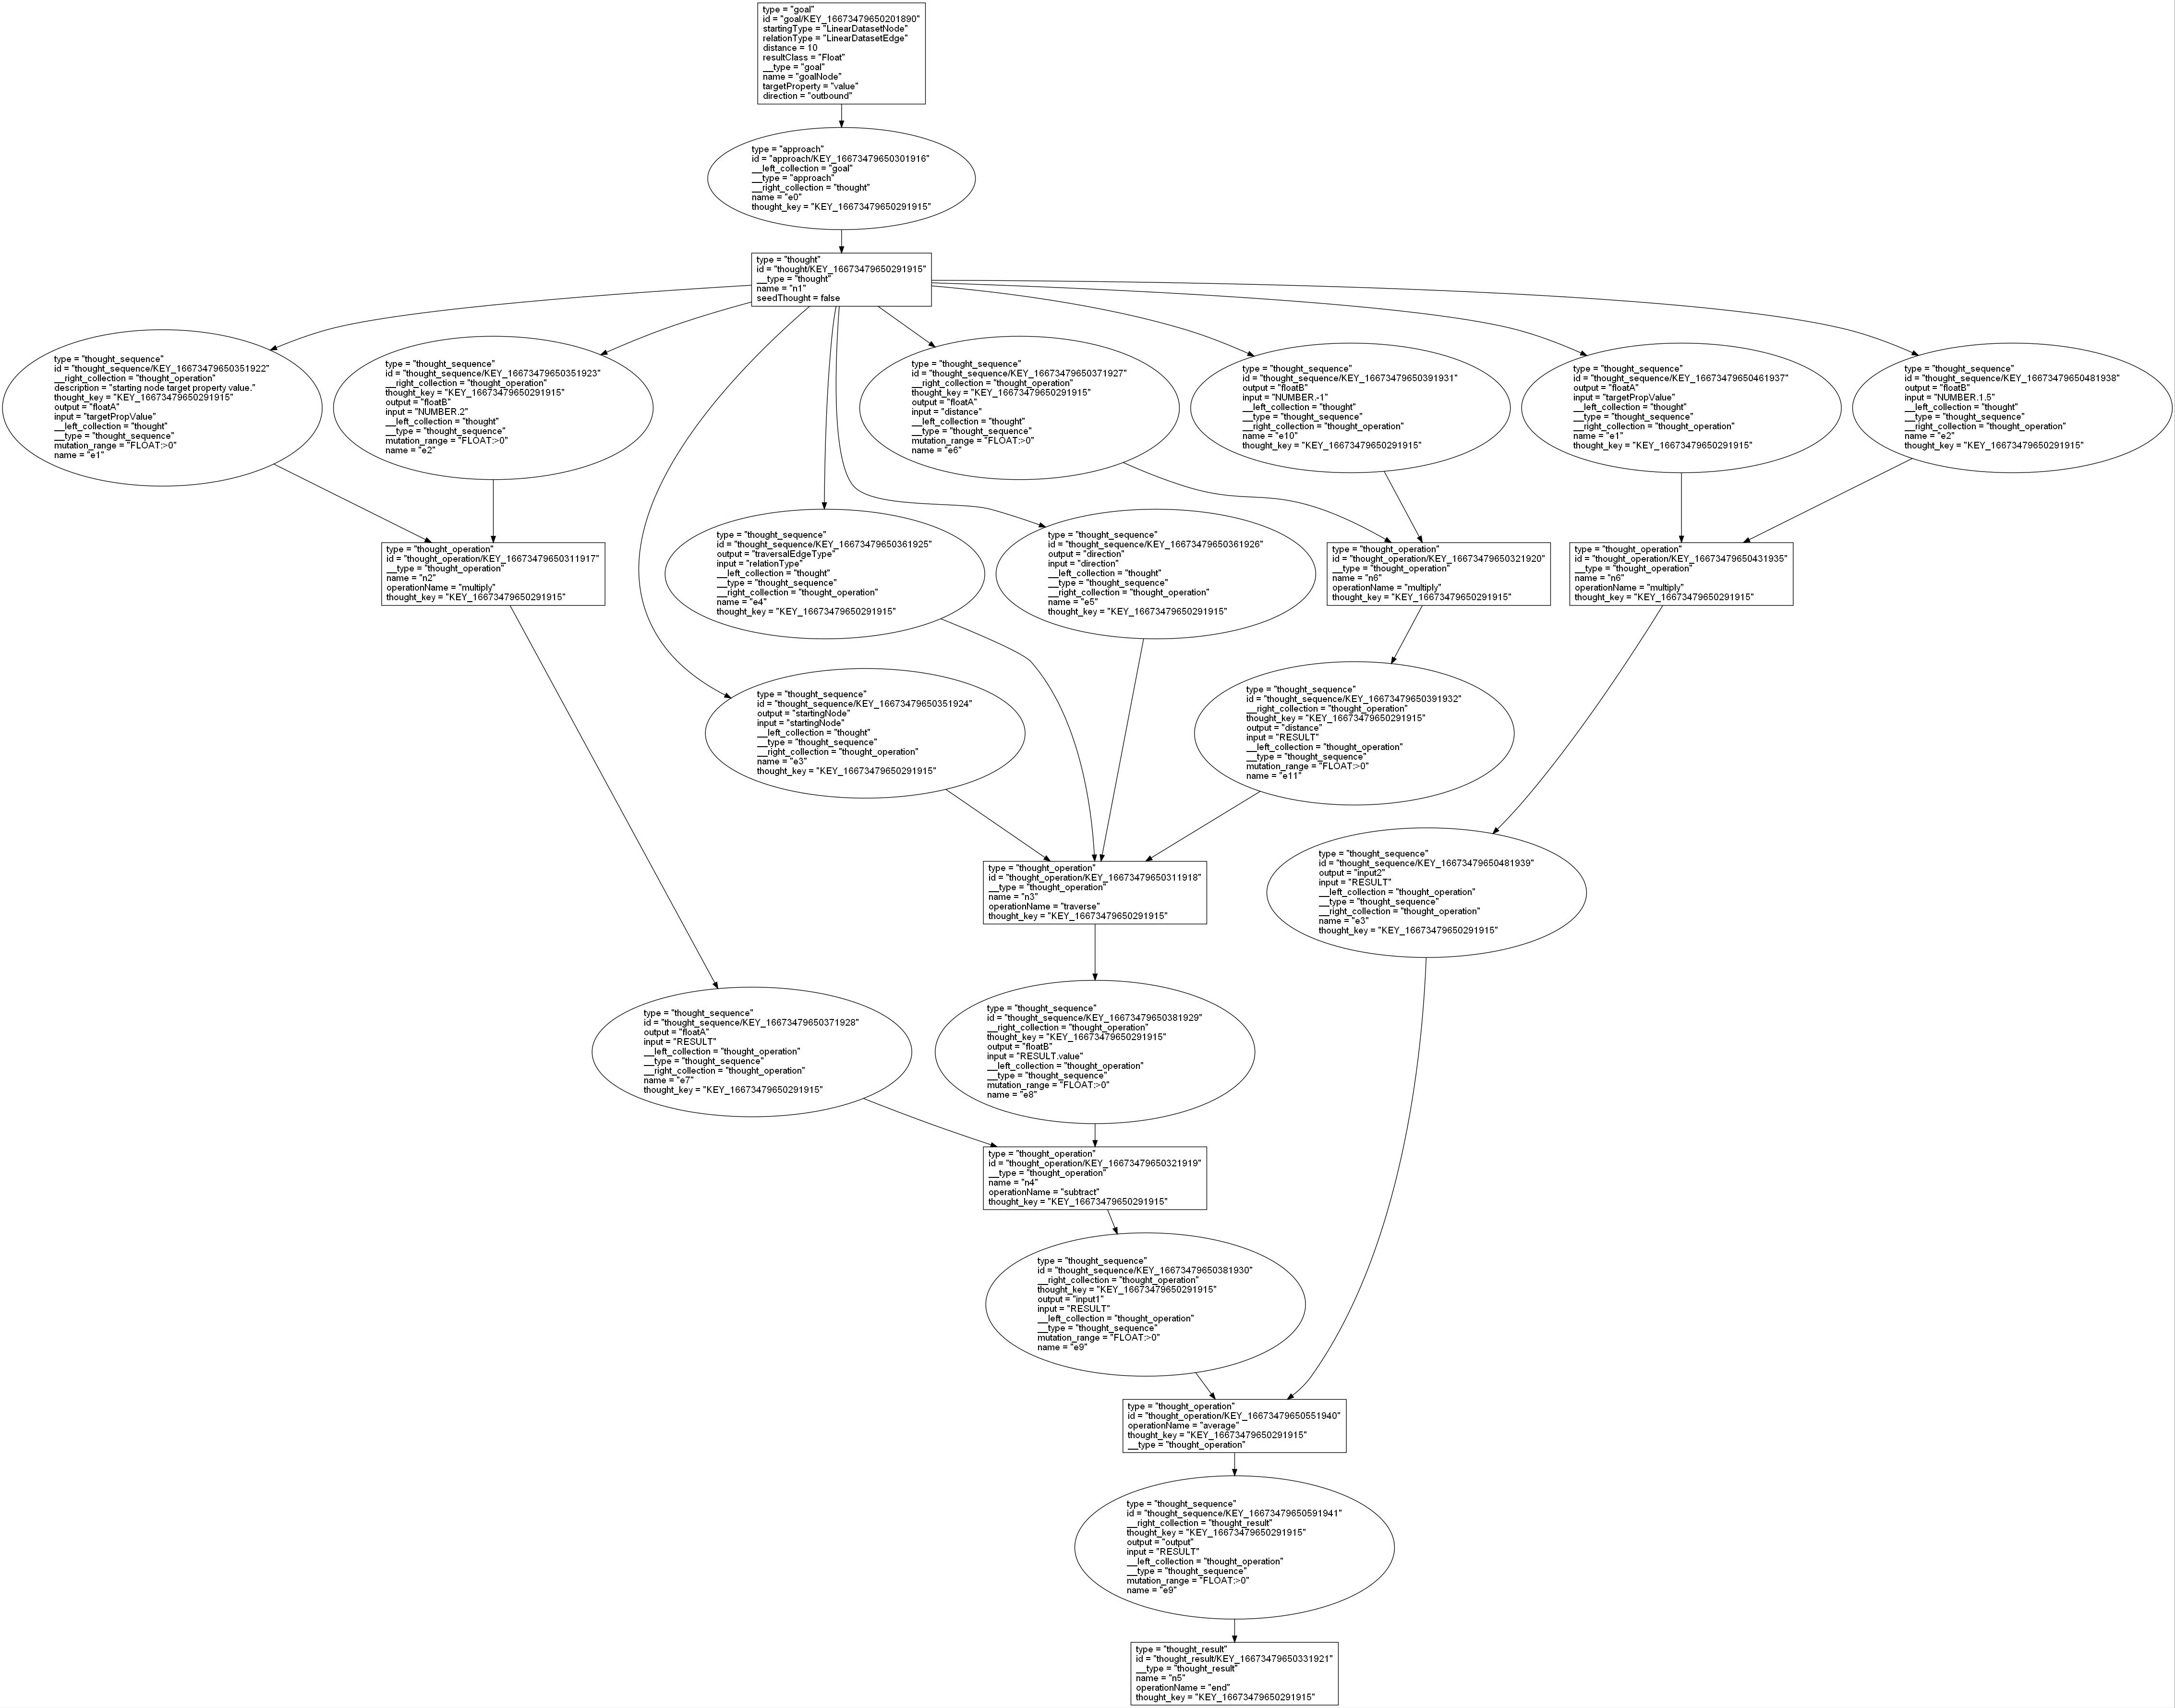 type = "goal"
id = "goal/KEY_16673479650201890"
startingType = "LinearDatasetNode"
relationType = "LinearDatasetEdge"
distance = 10
resultClass = "Float"
__type = "goal"
name = "goalNode"
targetProperty = "value"
direction = "outbound"
type = "approach"
id = "approach/KEY_16673479650301916"
__left_collection = "goal"
__type = "approach"
__right_collection = "thought"
name = "e0"
thought_key = "KEY_16673479650291915"
type = "thought"
id = "thought/KEY_16673479650291915"
__type = "thought"
name = "n1"
seedThought = false
type = "thought_sequence"
id = "thought_sequence/KEY_16673479650351922"
__right_collection = "thought_operation"
description = "starting node target property value."
thought_key = "KEY_16673479650291915"
output = "floatA"
input = "targetPropValue"
__left_collection = "thought"
__type = "thought_sequence"
mutation_range = "FLOAT:>0"
name = "e1"
type = "thought_sequence"
id = "thought_sequence/KEY_16673479650351923"
__right_collection = "thought_operation"
thought_key = "KEY_16673479650291915"
output = "floatB"
input = "NUMBER.2"
__left_collection = "thought"
__type = "thought_sequence"
mutation_range = "FLOAT:>0"
name = "e2"
type = "thought_sequence"
id = "thought_sequence/KEY_16673479650371927"
__right_collection = "thought_operation"
thought_key = "KEY_16673479650291915"
output = "floatA"
input = "distance"
__left_collection = "thought"
__type = "thought_sequence"
mutation_range = "FLOAT:>0"
name = "e6"
type = "thought_sequence"
id = "thought_sequence/KEY_16673479650391931"
output = "floatB"
input = "NUMBER.-1"
__left_collection = "thought"
__type = "thought_sequence"
__right_collection = "thought_operation"
name = "e10"
thought_key = "KEY_16673479650291915"
type = "thought_sequence"
id = "thought_sequence/KEY_16673479650461937"
output = "floatA"
input = "targetPropValue"
__left_collection = "thought"
__type = "thought_sequence"
__right_collection = "thought_operation"
name = "e1"
thought_key = "KEY_16673479650291915"
type = "thought_sequence"
id = "thought_sequence/KEY_16673479650481938"
output = "floatB"
input = "NUMBER.1.5"
__left_collection = "thought"
__type = "thought_sequence"
__right_collection = "thought_operation"
name = "e2"
thought_key = "KEY_16673479650291915"
type = "thought_operation"
id = "thought_operation/KEY_16673479650311917"
__type = "thought_operation"
name = "n2"
operationName = "multiply"
thought_key = "KEY_16673479650291915"
type = "thought_sequence"
id = "thought_sequence/KEY_16673479650361925"
output = "traversalEdgeType"
input = "relationType"
__left_collection = "thought"
__type = "thought_sequence"
__right_collection = "thought_operation"
name = "e4"
thought_key = "KEY_16673479650291915"
type = "thought_sequence"
id = "thought_sequence/KEY_16673479650361926"
output = "direction"
input = "direction"
__left_collection = "thought"
__type = "thought_sequence"
__right_collection = "thought_operation"
name = "e5"
thought_key = "KEY_16673479650291915"
type = "thought_operation"
id = "thought_operation/KEY_16673479650321920"
__type = "thought_operation"
name = "n6"
operationName = "multiply"
thought_key = "KEY_16673479650291915"
type = "thought_operation"
id = "thought_operation/KEY_16673479650431935"
__type = "thought_operation"
name = "n6"
operationName = "multiply"
thought_key = "KEY_16673479650291915"
type = "thought_sequence"
id = "thought_sequence/KEY_16673479650351924"
output = "startingNode"
input = "startingNode"
__left_collection = "thought"
__type = "thought_sequence"
__right_collection = "thought_operation"
name = "e3"
thought_key = "KEY_16673479650291915"
type = "thought_sequence"
id = "thought_sequence/KEY_16673479650391932"
__right_collection = "thought_operation"
thought_key = "KEY_16673479650291915"
output = "distance"
input = "RESULT"
__left_collection = "thought_operation"
__type = "thought_sequence"
mutation_range = "FLOAT:>0"
name = "e11"
type = "thought_operation"
id = "thought_operation/KEY_16673479650311918"
__type = "thought_operation"
name = "n3"
operationName = "traverse"
thought_key = "KEY_16673479650291915"
type = "thought_sequence"
id = "thought_sequence/KEY_16673479650481939"
output = "input2"
input = "RESULT"
__left_collection = "thought_operation"
__type = "thought_sequence"
__right_collection = "thought_operation"
name = "e3"
thought_key = "KEY_16673479650291915"
type = "thought_sequence"
id = "thought_sequence/KEY_16673479650371928"
output = "floatA"
input = "RESULT"
__left_collection = "thought_operation"
__type = "thought_sequence"
__right_collection = "thought_operation"
name = "e7"
thought_key = "KEY_16673479650291915"
type = "thought_sequence"
id = "thought_sequence/KEY_16673479650381929"
__right_collection = "thought_operation"
thought_key = "KEY_16673479650291915"
output = "floatB"
input = "RESULT.value"
__left_collection = "thought_operation"
__type = "thought_sequence"
mutation_range = "FLOAT:>0"
name = "e8"
type = "thought_operation"
id = "thought_operation/KEY_16673479650321919"
__type = "thought_operation"
name = "n4"
operationName = "subtract"
thought_key = "KEY_16673479650291915"
type = "thought_sequence"
id = "thought_sequence/KEY_16673479650381930"
__right_collection = "thought_operation"
thought_key = "KEY_16673479650291915"
output = "input1"
input = "RESULT"
__left_collection = "thought_operation"
__type = "thought_sequence"
mutation_range = "FLOAT:>0"
name = "e9"
type = "thought_operation"
id = "thought_operation/KEY_16673479650551940"
operationName = "average"
thought_key = "KEY_16673479650291915"
__type = "thought_operation"
type = "thought_sequence"
id = "thought_sequence/KEY_16673479650591941"
__right_collection = "thought_result"
thought_key = "KEY_16673479650291915"
output = "output"
input = "RESULT"
__left_collection = "thought_operation"
__type = "thought_sequence"
mutation_range = "FLOAT:>0"
name = "e9"
type = "thought_result"
id = "thought_result/KEY_16673479650331921"
__type = "thought_result"
name = "n5"
operationName = "end"
thought_key = "KEY_16673479650291915"